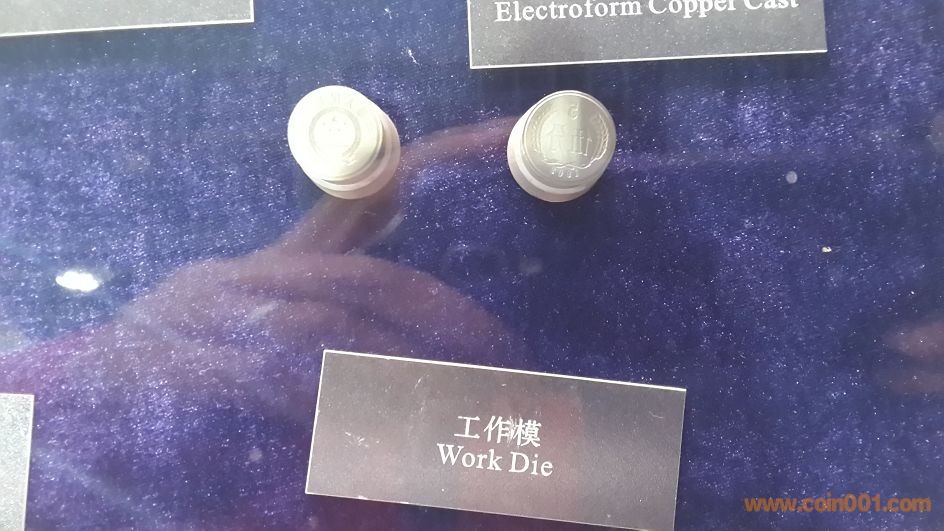 Electroform Copper Cast
工作模
Work Die
www.coin001.com